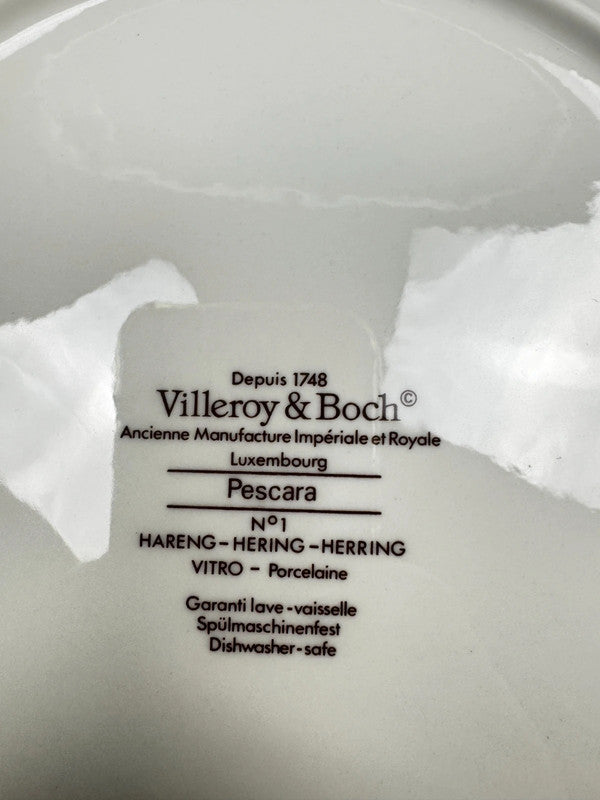 Depuis 1748
Villeroy & Boch©
Ancienne Manufacture Impériale et Royale
Luxembourg
Pescara
Nº1
HARENG-HERING-HERRING
VITRO - Porcelaine
Garanti lave-vaisselle
Spülmaschinenfest
Dishwasher-safe